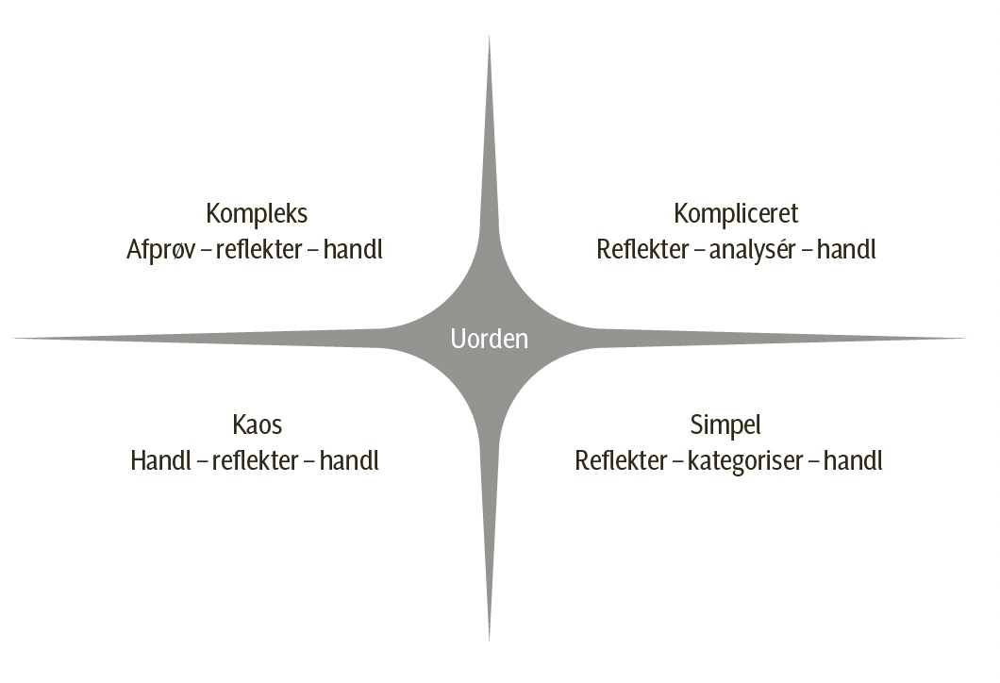 Kompleks
Afprøv – reflekter – handl
Kompliceret
Reflekter – analysér – handl
Uorden
Kaos
Handl – reflekter – handl
Simpel
Reflekter – kategoriser – handl